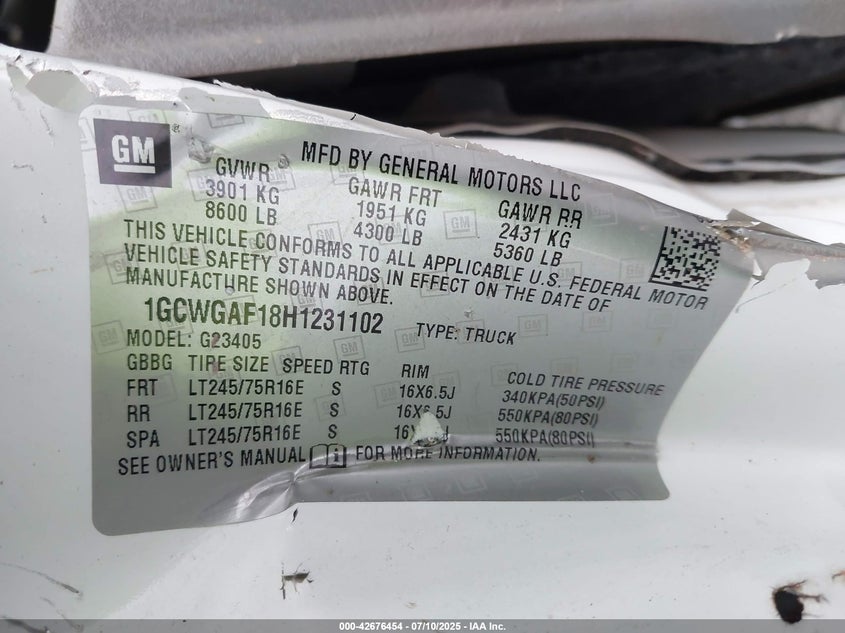 GM
MFD BY GENERAL MOTORS LLC
GVWR GAWR FRT GAWR RR
3901 KG 1951 KG 2431 KG
8600 LB 4300 LB 5360 LB
THIS VEHICLE CONFORMS TO ALL APPLICABLE U.S. FEDERAL MOTOR
VEHICLE SAFETY STANDARDS IN EFFECT ON THE DATE OF
MANUFACTURE SHOWN ABOVE.
1GCWGAF18H1231102 TYPE: TRUCK
MODEL: G23405
GBBG TIRE SIZE SPEED RTG RIM COLD TIRE PRESSURE
FRT LT245/75R16E S 16X6.5J 340KPA(50PSI)
RR LT245/75R16E S 16X6.5J 550KPA(80PSI)
SPA LT245/75R16E S 550KPA(80PSI)
SEE OWNER'S MANUAL FOR MORE INFORMATION.
000-42676454 - 07/10/2025 - IAA Inc.